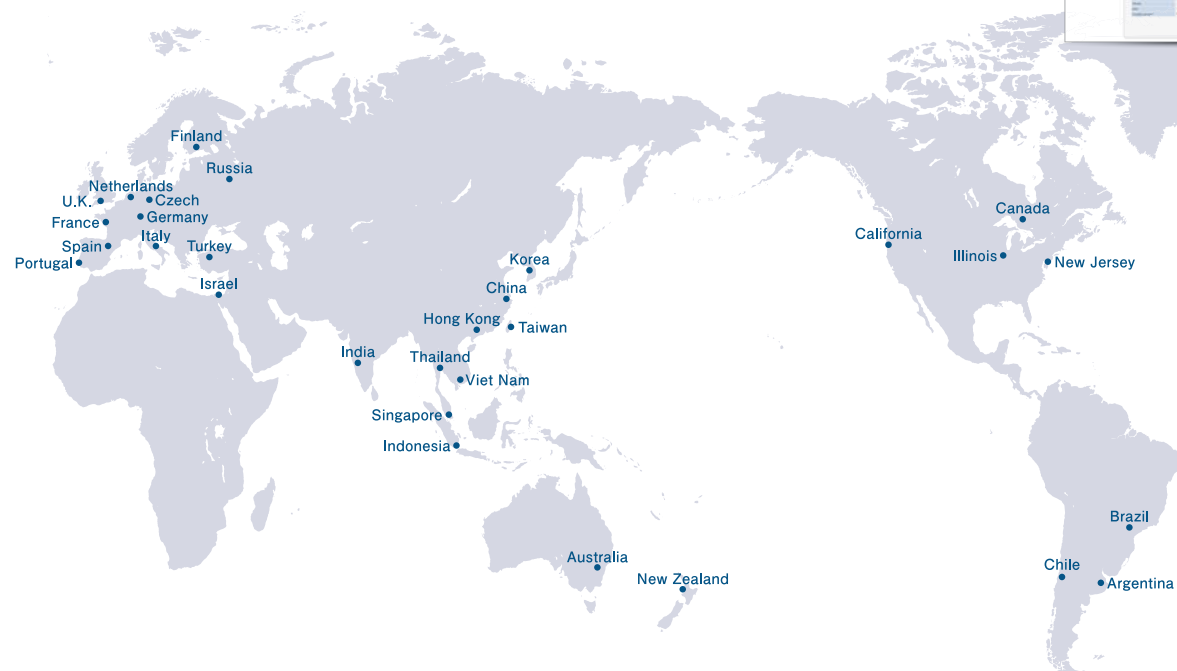 Finland
Russia
Netherlands
U.K.
Czech
France
Germany
Italy
Spain
Turkey
Portugal
Israel
Korea
China
Hong Kong
Taiwan
India
Thailand
Viet Nam
Singapore
Indonesia
Australia
New Zealand
Canada
California
Illinois
New Jersey
Brazil
Chile
Argentina